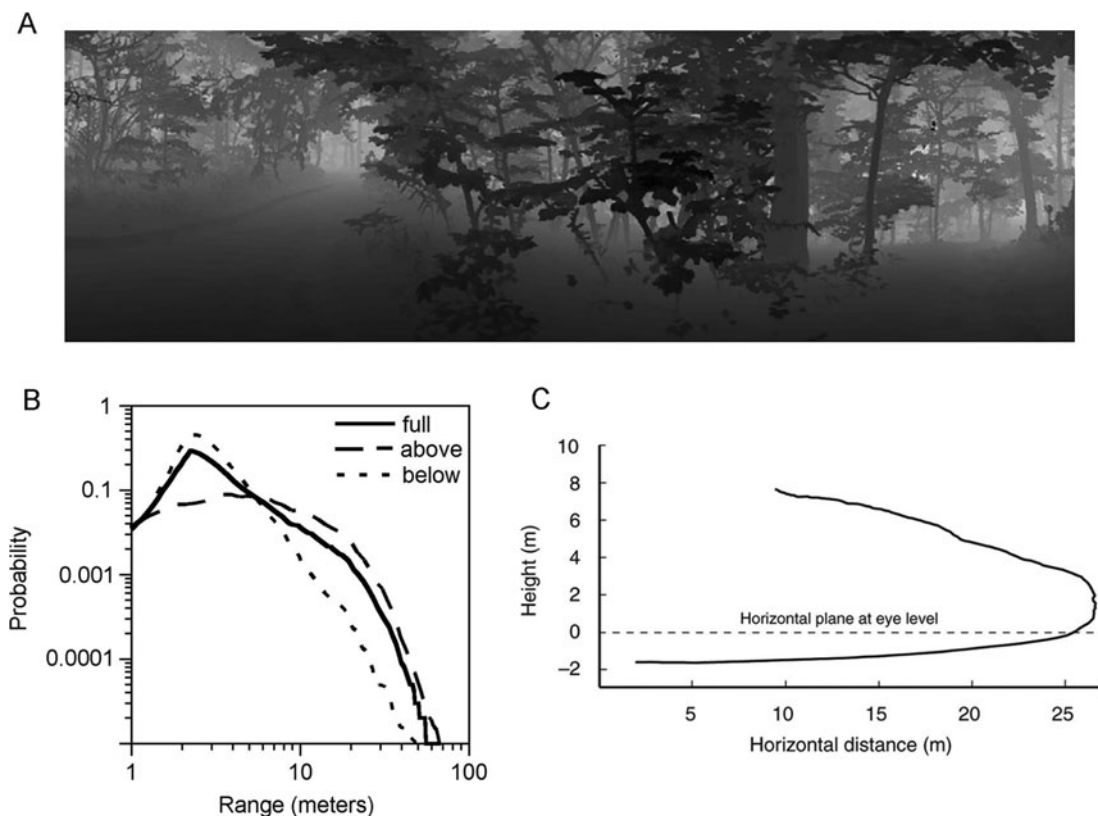 A
B
1
0.1
0.001
0.0001
Probability
full
above
below
1
10
100
Range (meters)
C
10
8
6
4
2
0
−2
Height (m)
Horizontal plane at eye level
5
10
15
20
25
Horizontal distance (m)